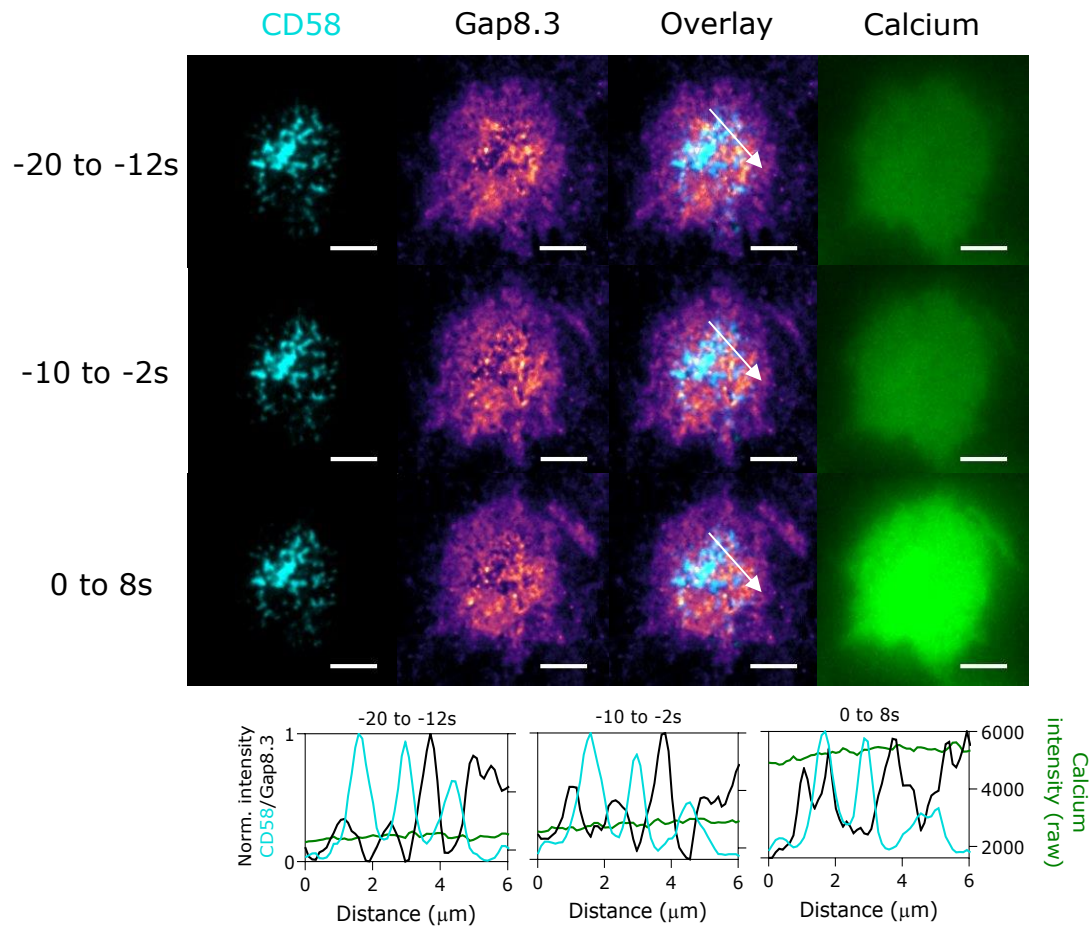 CD58 Gap8.3 Overlay Calcium
-20 to -12s
-10 to -2s
0 to 8s
-20 to -12s -10 to -2s 0 to 8s
Norm. intensity
CD58/Gap8.3
1
0
0 2 4 6
Distance (μm)
0 2 4 6
Distance (μm)
0 2 4 6
Distance (μm)
6000
4000
2000
Calcium
intensity (raw)